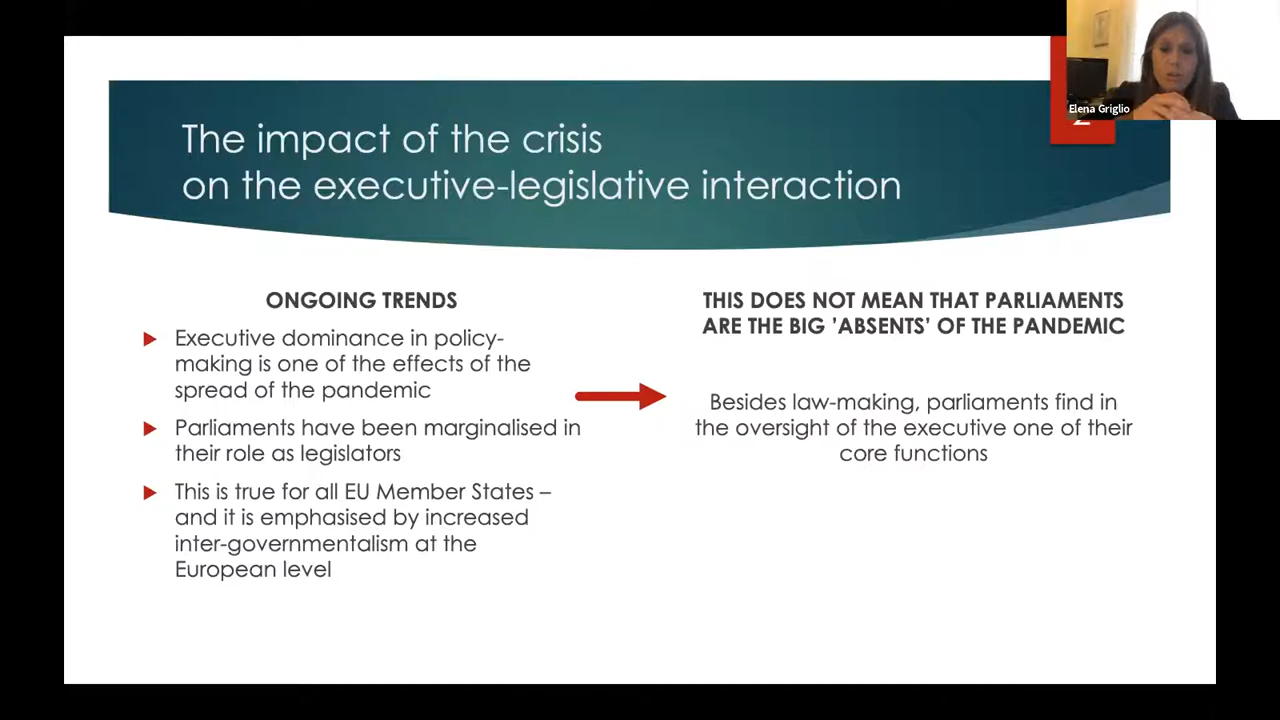 Elena Griglio
The impact of the crisis
on the executive-legislative interaction
ONGOING TRENDS
Executive dominance in policy-
making is one of the effects of the
spread of the pandemic
Parliaments have been marginalised in
their role as legislators
This is true for all EU Member States –
and it is emphasised by increased
inter-governmentalism at the
European level
THIS DOES NOT MEAN THAT PARLIAMENTS
ARE THE BIG 'ABSENTS' OF THE PANDEMIC
Besides law-making, parliaments find in
the oversight of the executive one of their
core functions